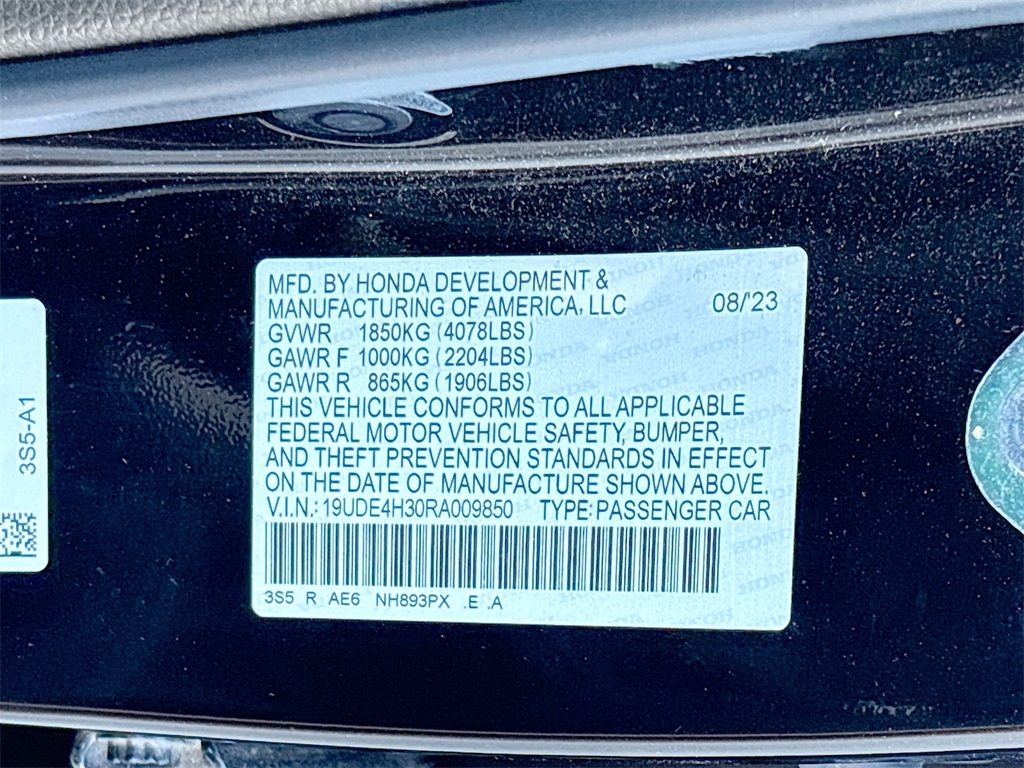 MFD. BY HONDA DEVELOPMENT &
MANUFACTURING OF AMERICA, LLC 08/'23
GVWR 1850KG (4078LBS)
GAWR F 1000KG (2204LBS)
GAWR R 865KG (1906LBS)
THIS VEHICLE CONFORMS TO ALL APPLICABLE
FEDERAL MOTOR VEHICLE SAFETY, BUMPER,
AND THEFT PREVENTION STANDARDS IN EFFECT
ON THE DATE OF MANUFACTURE SHOWN ABOVE.
V.I.N.: 19UDE4H30RA009850 TYPE: PASSENGER CAR
3S5 R AE6 NH893PX .E .A
3S5-A1